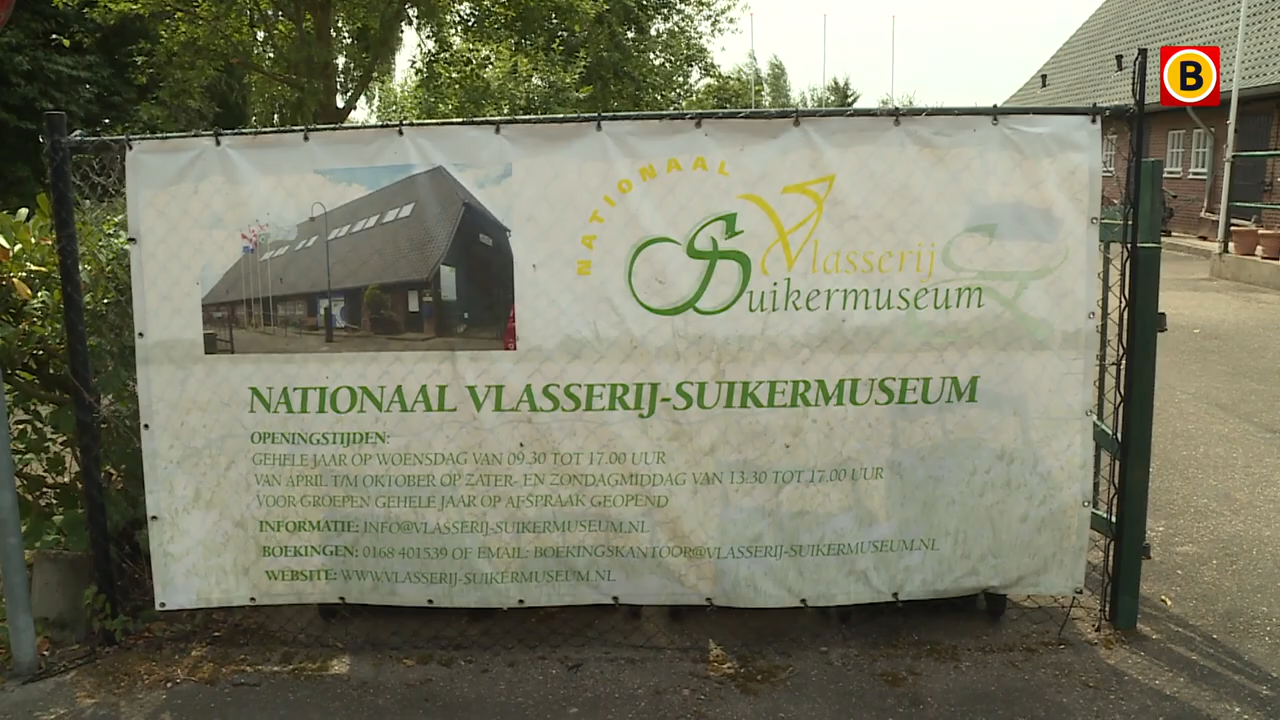 B
NATIONAAL
Vlasserij
Suikermuseum
NATIONAAL VLASSERIJ-SUIKERMUSEUM
OPENINGSTIJDEN:
GEHELE JAAR OP WOENSDAG VAN 09.30 TOT 17.00 UUR
VAN APRIL T/M OKTOBER OP ZATER- EN ZONDAGMIDDAG VAN 13.30 TOT 17.00 UUR
VOOR GROEPEN GEHELE JAAR OP AFSPRAAK GEOPEND
INFORMATIE: INFO@VLASSERIJ-SUIKERMUSEUM.NL
BOEKINGEN: 0168 401539 OF EMAIL: BOEKINGSKANTOOR@VLASSERIJ-SUIKERMUSEUM.NL
WEBSITE: WWW.VLASSERIJ-SUIKERMUSEUM.NL